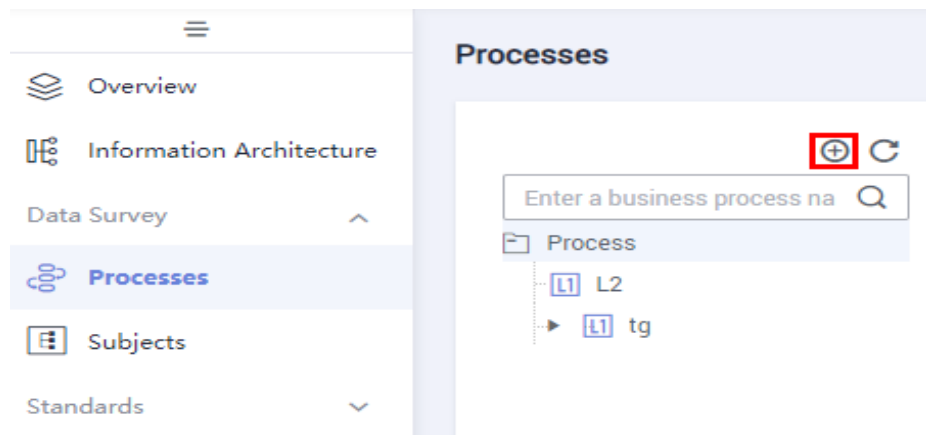 Overview
Information Architecture
Data Survey
Processes
Subjects
Standards
Processes
Enter a business process na
Process
L1 L2
L1 tg